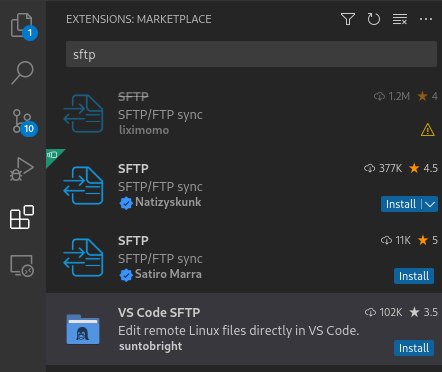 EXTENSIONS: MARKETPLACE
sftp
SFTP 1.2M ★ 4
SFTP/FTP sync
liximomo
SFTP 377K ★ 4.5
SFTP/FTP sync
Natizyskunk Install
SFTP 11K ★ 5
SFTP/FTP sync
Satiro Marra Install
VS Code SFTP 102K ★ 3.5
Edit remote Linux files directly in VS Code.
suntobright Install
1
10